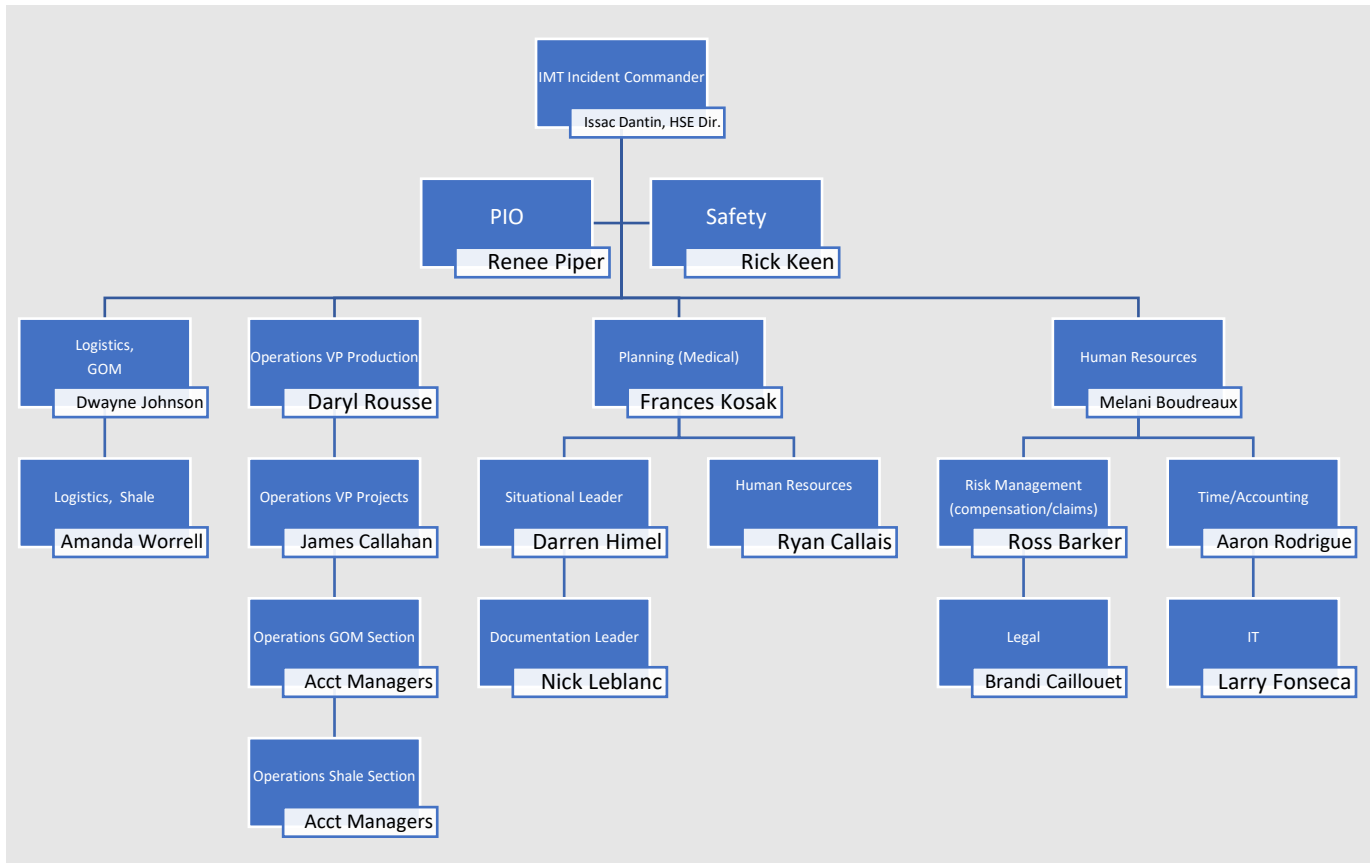 IMT Incident Commander
Issac Dantin, HSE Dir.
PIO
Renee Piper
Safety
Rick Keen
Logistics,
GOM
Dwayne Johnson
Operations VP Production
Daryl Rousse
Planning (Medical)
Frances Kosak
Human Resources
Melani Boudreaux
Logistics, Shale
Amanda Worrell
Operations VP Projects
James Callahan
Situational Leader
Darren Himel
Human Resources
Ryan Callais
Risk Management
(compensation/claims)
Ross Barker
Time/Accounting
Aaron Rodrigue
Operations GOM Section
Acct Managers
Documentation Leader
Nick Leblanc
Legal
Brandi Caillouet
IT
Larry Fonseca
Operations Shale Section
Acct Managers